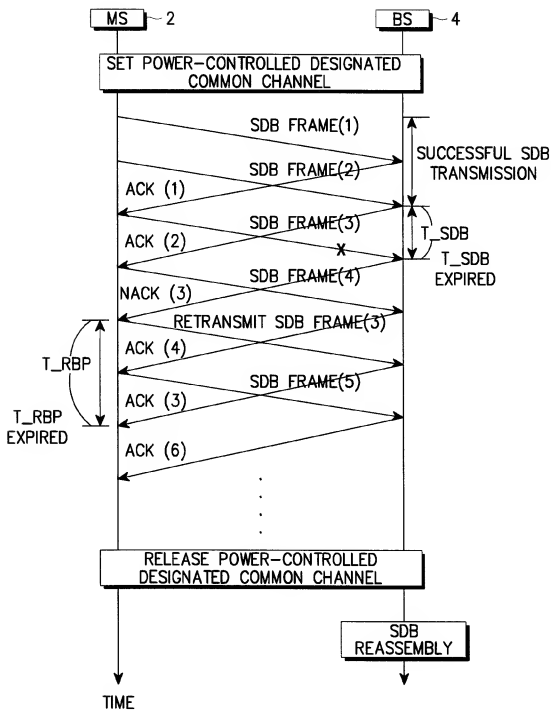 MS 2
BS 4
SET POWER-CONTROLLED DESIGNATED
COMMON CHANNEL
SDB FRAME(1)
SUCCESSFUL SDB
TRANSMISSION
SDB FRAME(2)
ACK (1)
SDB FRAME(3)
T_SDB
ACK (2)
X
T_SDB
EXPIRED
SDB FRAME(4)
NACK (3)
RETRANSMIT SDB FRAME(3)
ACK (4)
T_RBP
SDB FRAME(5)
ACK (3)
T_RBP
EXPIRED
ACK (6)
RELEASE POWER-CONTROLLED
DESIGNATED COMMON CHANNEL
SDB
REASSEMBLY
TIME